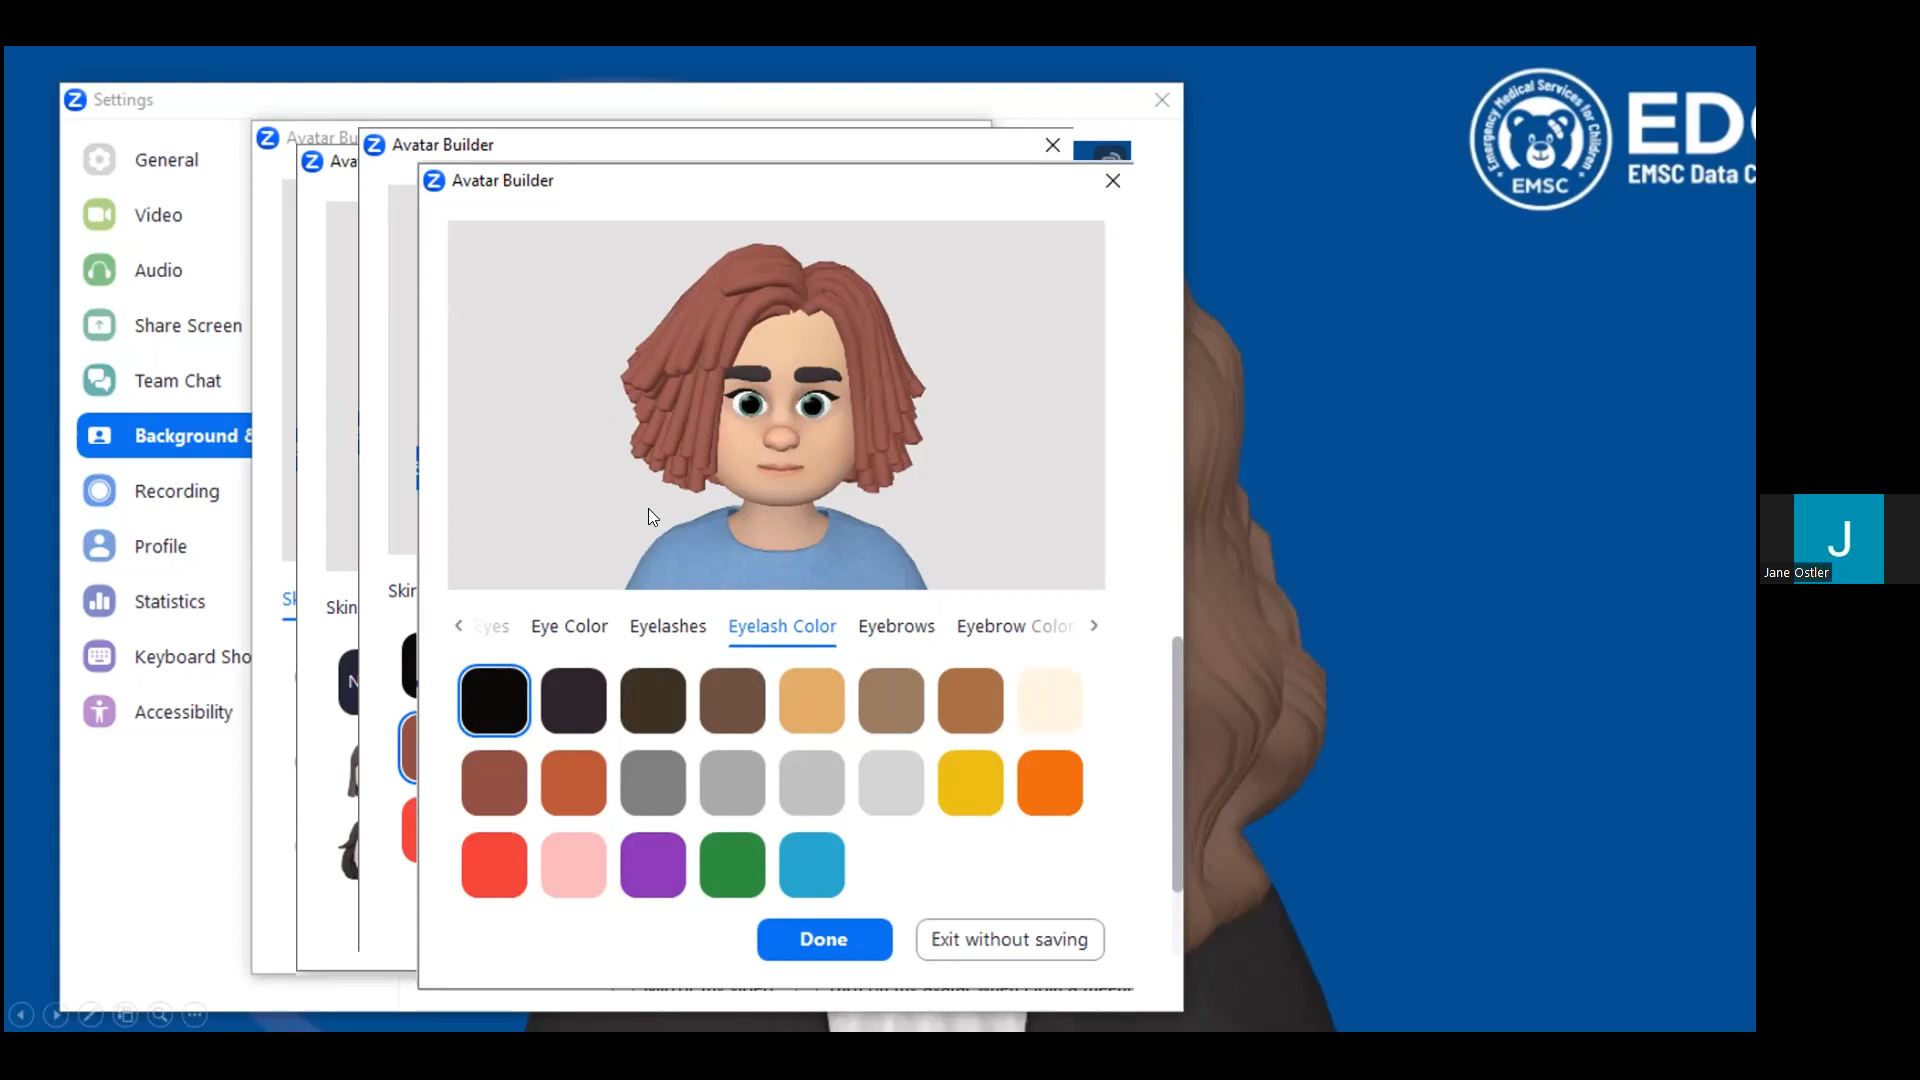 Settings
Avatar Bu
Ava
Avatar Builder
Avatar Builder
General
Video
Audio
Share Screen
Team Chat
Background &
Recording
Profile
Statistics
Keyboard Sho
Accessibility
Sk
Skin
Skin
N
Eyes
Eye Color
Eyelashes
Eyelash Color
Eyebrows
Eyebrow Color
Done
Exit without saving
Emergency Medical Services for Children
EMSC
ED
EMSC Data C
J
Jane Ostler